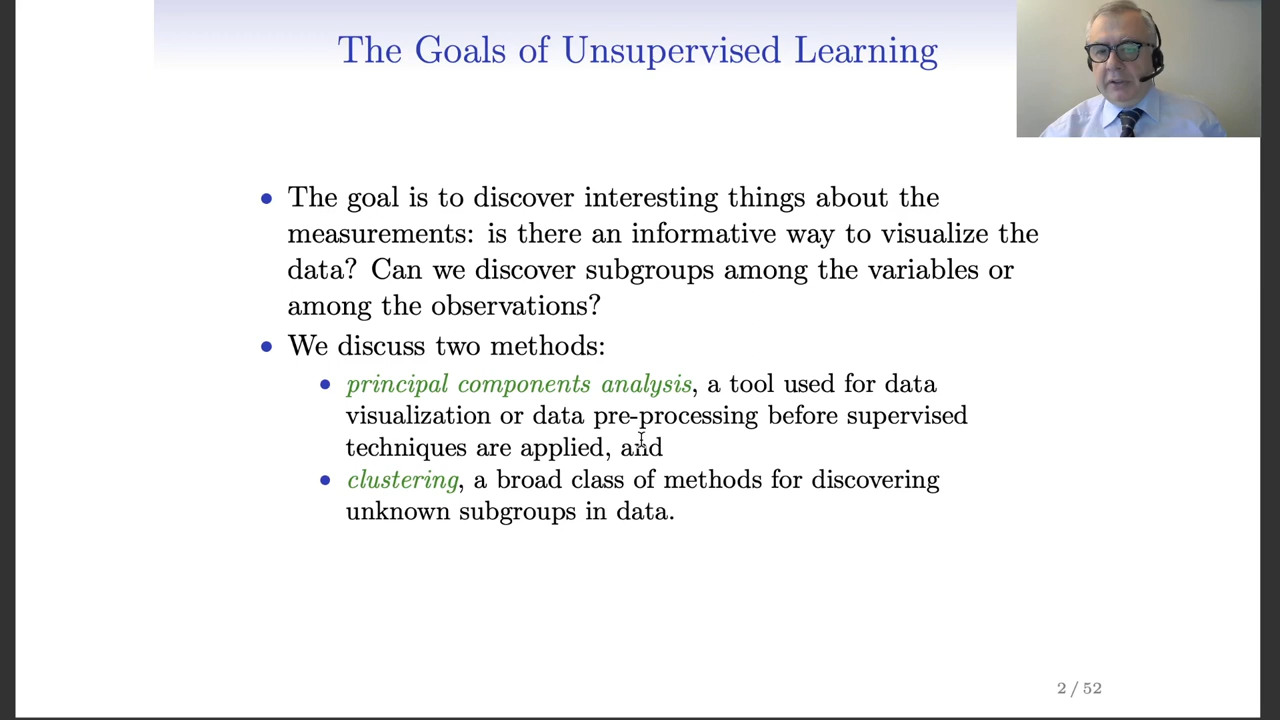 The Goals of Unsupervised Learning
• The goal is to discover interesting things about the
measurements: is there an informative way to visualize the
data? Can we discover subgroups among the variables or
among the observations?
• We discuss two methods:
• principal components analysis, a tool used for data
visualization or data pre-processing before supervised
techniques are applied, and
• clustering, a broad class of methods for discovering
unknown subgroups in data.
2 / 52